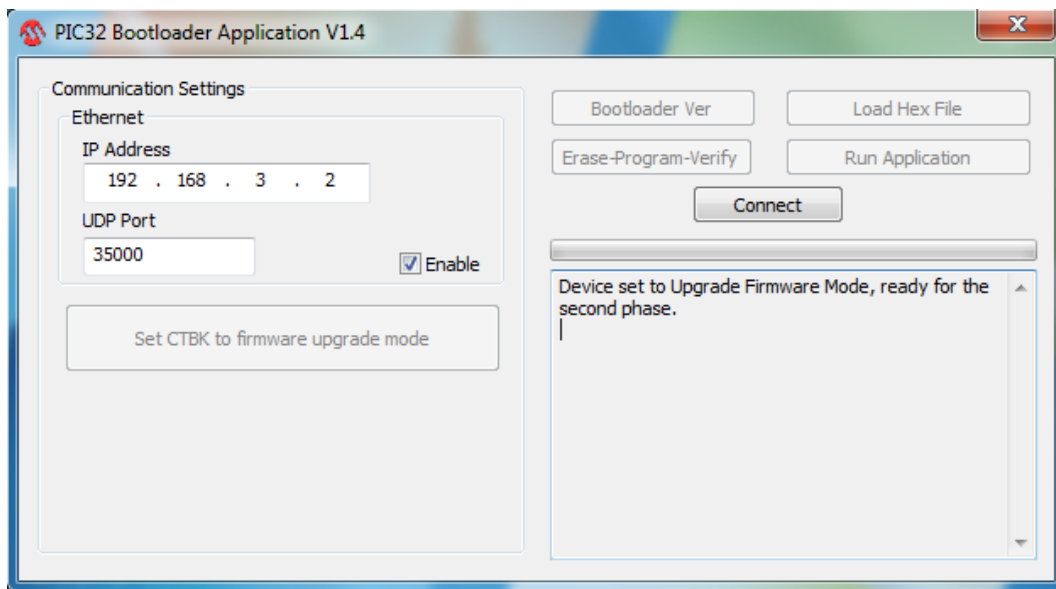 PIC32 Bootloader Application V1.4
Communication Settings
Ethernet
IP Address
192 . 168 . 3 . 2
UDP Port
35000
Enable
Set CTBK to firmware upgrade mode
Bootloader Ver
Load Hex File
Erase-Program-Verify
Run Application
Connect
Device set to Upgrade Firmware Mode, ready for the
second phase.